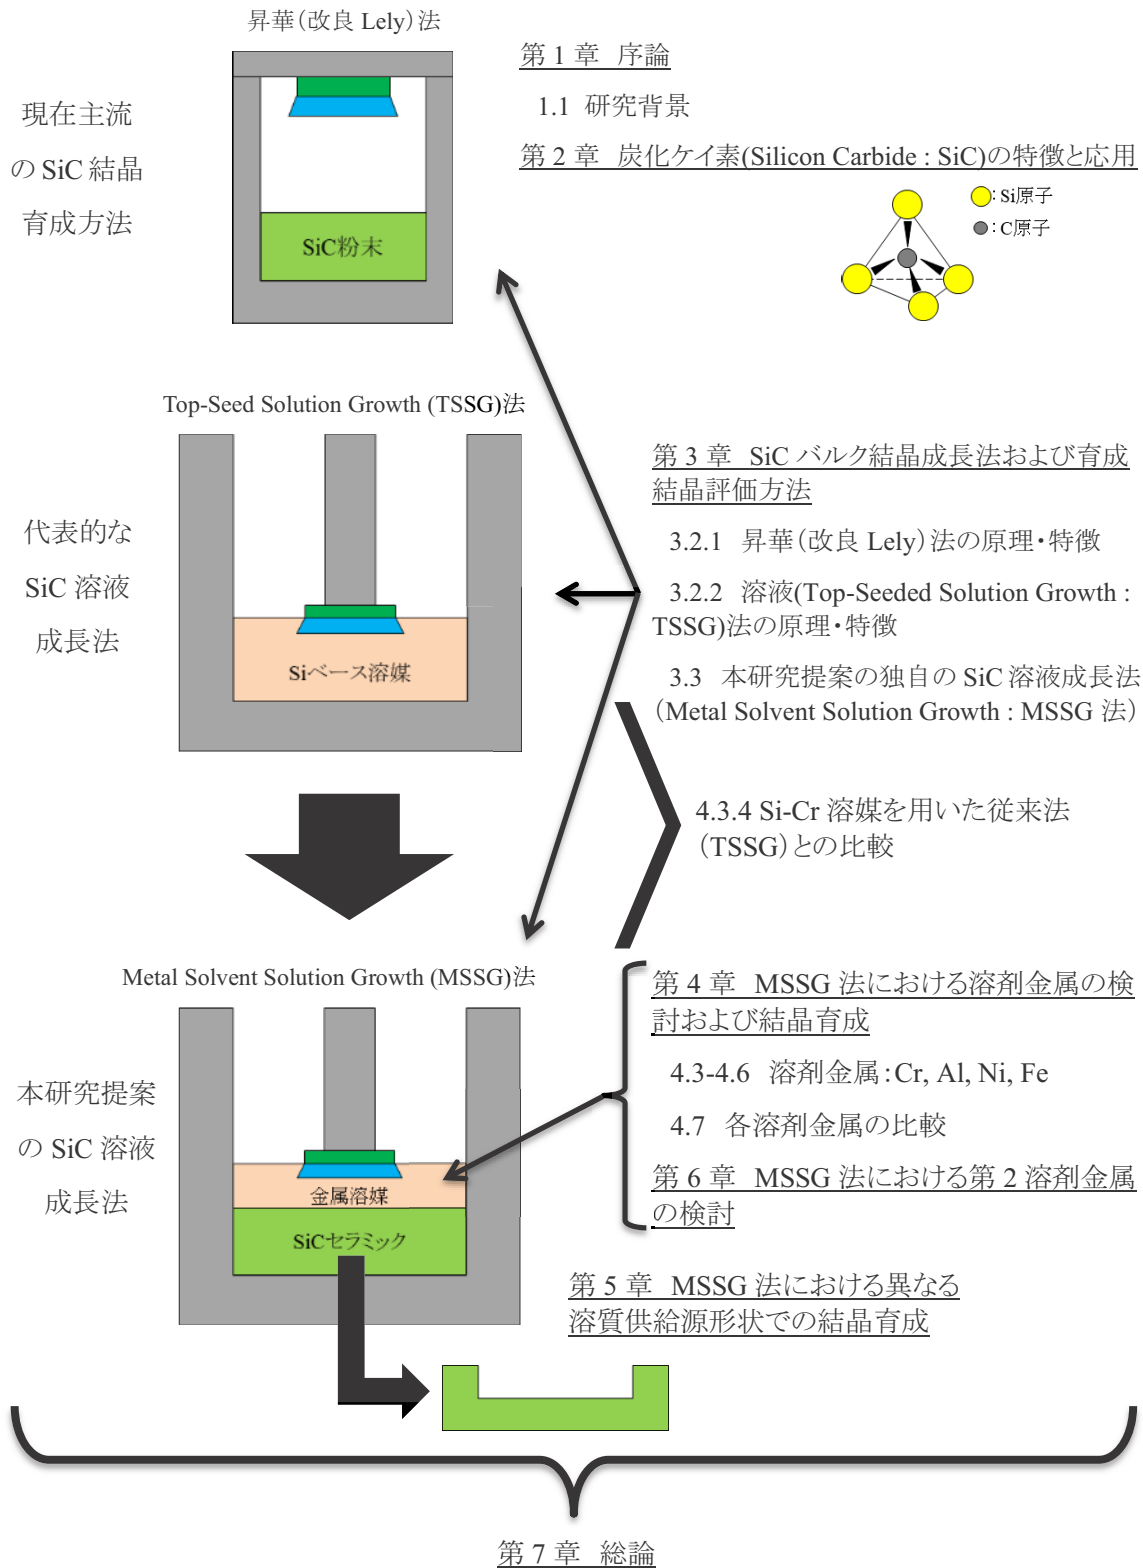 昇華（改良 Lely）法
現在主流
の SiC 結晶
育成方法
SiC粉末
第 1 章 序論
1.1 研究背景
第 2 章 炭化ケイ素(Silicon Carbide : SiC)の特徴と応用
：Si原子
：C原子
Top-Seed Solution Growth (TSSG)法
代表的な
SiC 溶液
成長法
Siベース溶媒
第 3 章 SiC バルク結晶成長法および育成
結晶評価方法
3.2.1 昇華（改良 Lely）法の原理・特徴
3.2.2 溶液(Top-Seeded Solution Growth :
TSSG)法の原理・特徴
3.3 本研究提案の独自の SiC 溶液成長法
（Metal Solvent Solution Growth : MSSG 法）
4.3.4 Si-Cr 溶媒を用いた従来法
（TSSG）との比較
Metal Solvent Solution Growth (MSSG)法
本研究提案
の SiC 溶液
成長法
金属溶媒
SiCセラミック
第 4 章 MSSG 法における溶剤金属の検
討および結晶育成
4.3-4.6 溶剤金属：Cr, Al, Ni, Fe
4.7 各溶剤金属の比較
第 6 章 MSSG 法における第 2 溶剤金属
の検討
第 5 章 MSSG 法における異なる
溶質供給源形状での結晶育成
第 7 章 総論